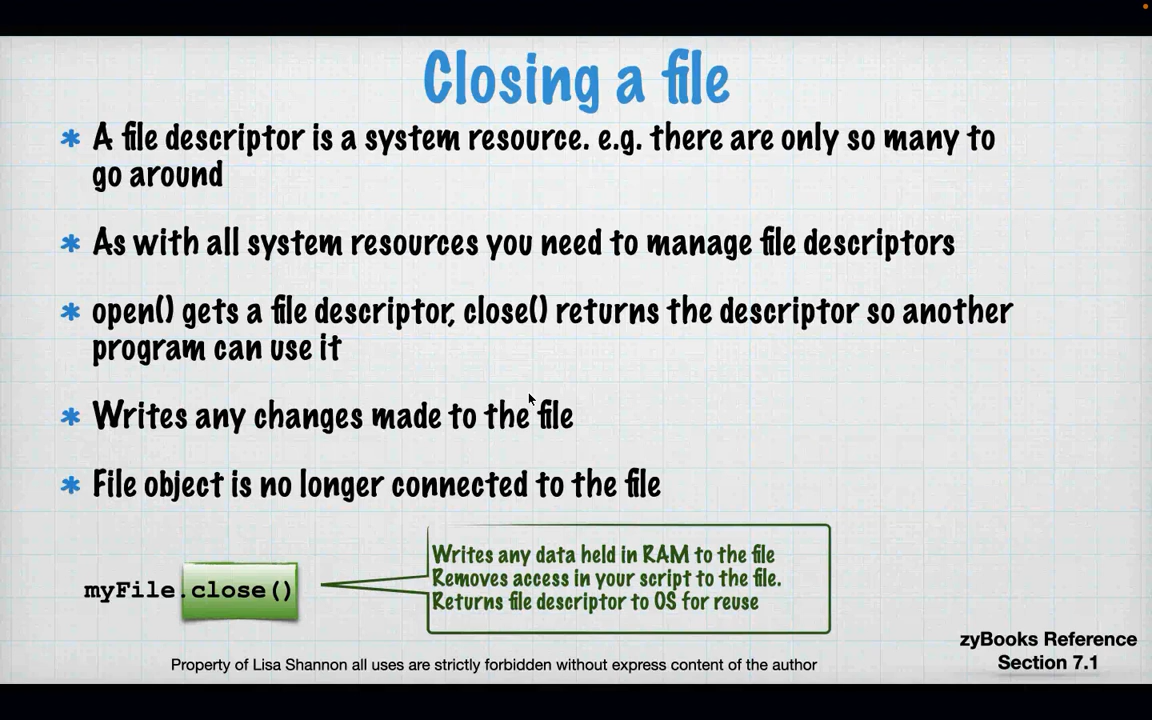 Closing a file
* A file descriptor is a system resource. e.g. there are only so many to
go around
* As with all system resources you need to manage file descriptors
* open() gets a file descriptor, close() returns the descriptor so another
program can use it
* Writes any changes made to the file
* File object is no longer connected to the file
Writes any data held in RAM to the file
Removes access in your script to the file.
Returns file descriptor to OS for reuse
myFile.close()
zyBooks Reference
Section 7.1
Property of Lisa Shannon all uses are strictly forbidden without express content of the author